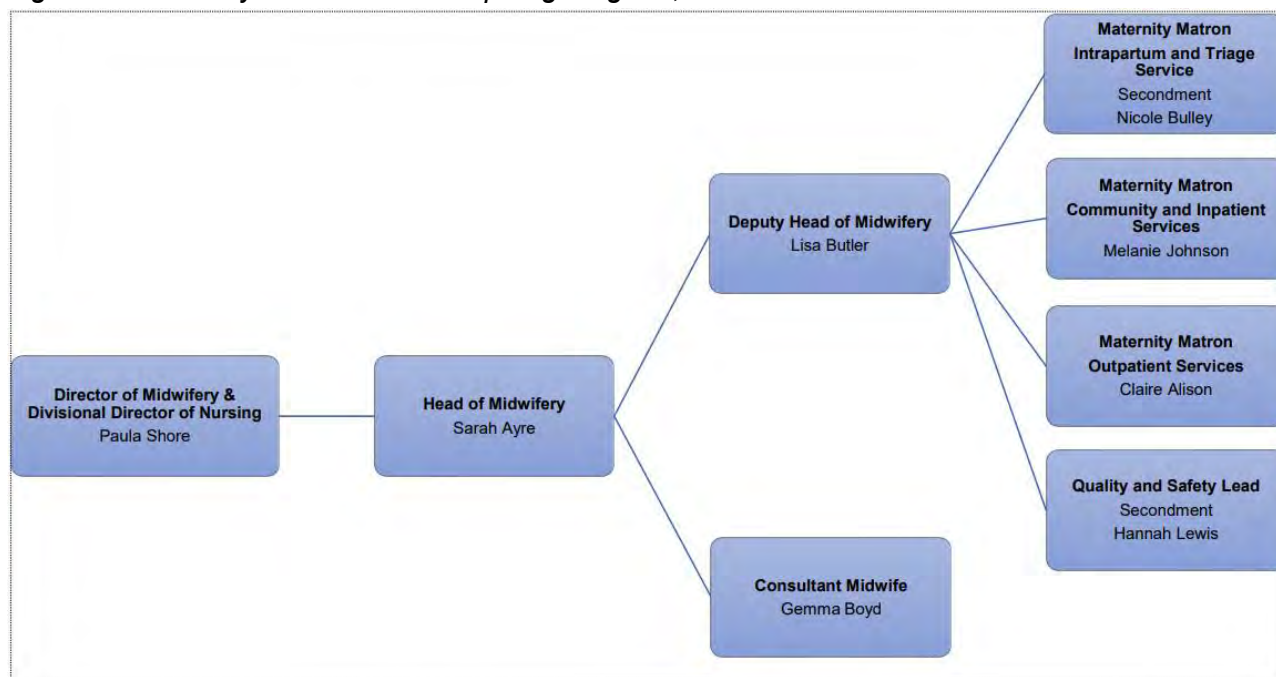 Maternity Matron
Intrapartum and Triage
Service
Secondment
Nicole Bulley
Deputy Head of Midwifery
Lisa Butler
Maternity Matron
Community and Inpatient
Services
Melanie Johnson
Maternity Matron
Outpatient Services
Claire Alison
Director of Midwifery &
Divisional Director of Nursing
Paula Shore
Head of Midwifery
Sarah Ayre
Quality and Safety Lead
Secondment
Hannah Lewis
Consultant Midwife
Gemma Boyd